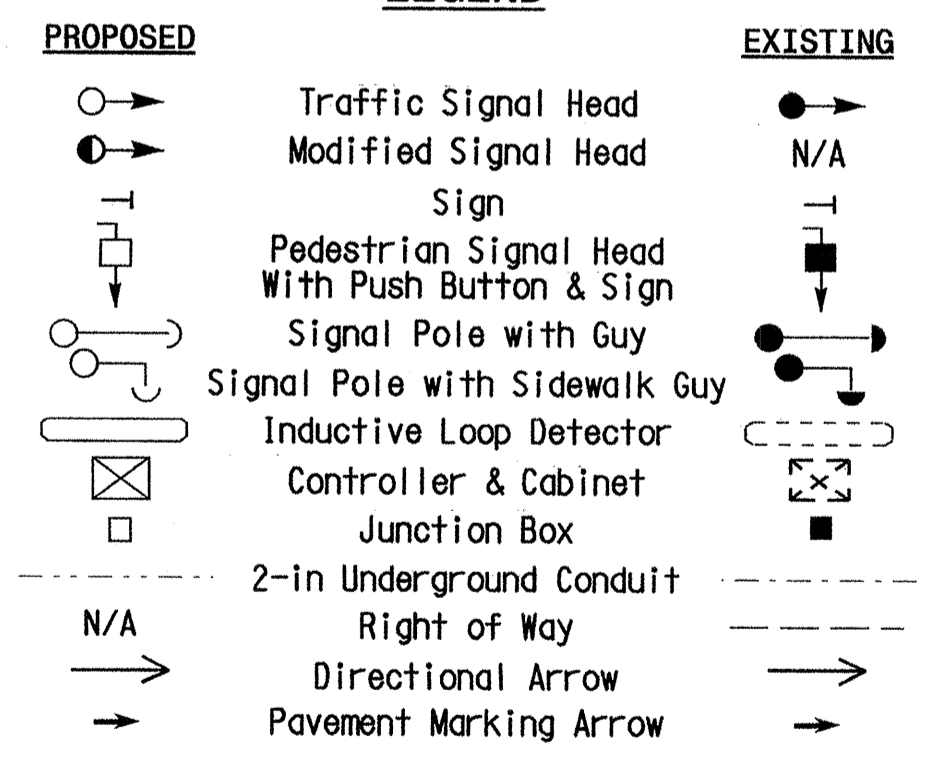 LEGEND
PROPOSED EXISTING
Traffic Signal Head
Modified Signal Head N/A
Sign
Pedestrian Signal Head
With Push Button & Sign
Signal Pole with Guy
Signal Pole with Sidewalk Guy
Inductive Loop Detector
Controller & Cabinet
Junction Box
2-in Underground Conduit
N/A Right of Way
Directional Arrow
Pavement Marking Arrow